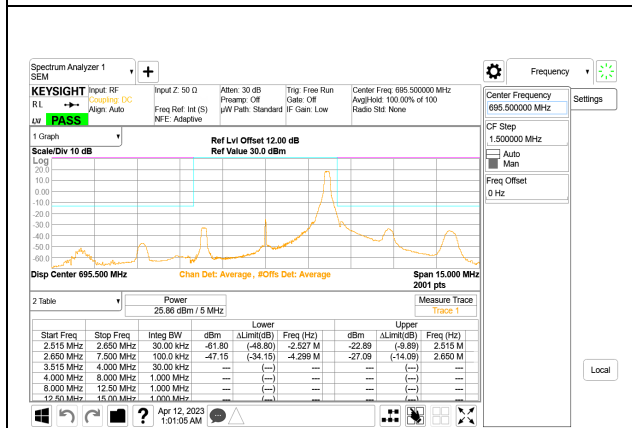 Spectrum Analyzer 1
SEM
Frequency
KEYSIGHT
R L
PASS
Input: RF
Coupling: DC
Align: Auto
Input Z: 50 Ω
Freq Ref: Int (S)
NFE: Adaptive
Atten: 30 dB
Preamp: Off
µW Path: Standard
Trig: Free Run
Gate: Off
IF Gain: Low
Center Freq: 695.500000 MHz
Avg|Hold: 100.00% of 100
Radio Std: None
Center Frequency
695.500000 MHz
Settings
CF Step
1.500000 MHz
Auto
Man
Freq Offset
0 Hz
1 Graph
Scale/Div 10 dB
Ref Lvl Offset 12.00 dB
Ref Value 30.0 dBm
Log
20.0
10.0
0.00
-10.0
-20.0
-30.0
-40.0
-50.0
-60.0
Disp Center 695.500 MHz
Chan Det: Average, #Offs Det: Average
Span 15.000 MHz
2001 pts
2 Table
Power
25.86 dBm / 5 MHz
Measure Trace
Trace 1
Lower Upper
Start Freq Stop Freq Integ BW dBm ΔLimit(dB) Freq (Hz) dBm ΔLimit(dB) Freq (Hz)
2.515 MHz 2.650 MHz 30.00 kHz -61.80 (-48.80) -2.527 M -22.89 (-9.89) 2.515 M
2.650 MHz 7.500 MHz 100.0 kHz -47.15 (-34.15) -4.299 M -27.09 (-14.09) 2.650 M
3.515 MHz 4.000 MHz 30.00 kHz --- (---) --- (---)
4.000 MHz 8.000 MHz 1.000 MHz --- (---) --- (---)
8.000 MHz 12.50 MHz 1.000 MHz --- (---) --- (---)
12.50 MHz 15.00 MHz 1.000 MHz --- (---) --- (---)
Local
?
Apr 12, 2023
1:01:05 AM